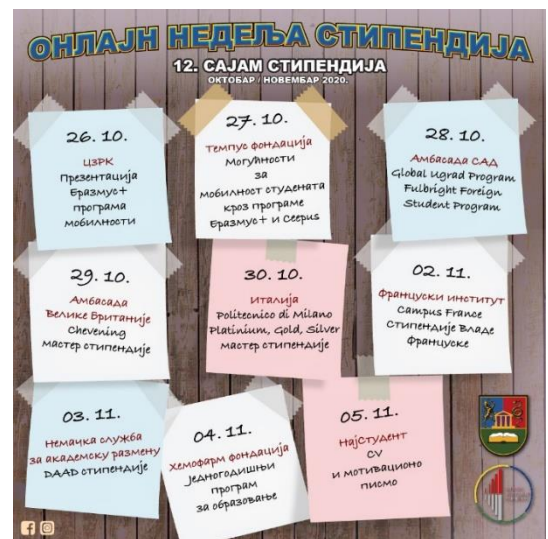 ОНЛАЈН НЕДЕЉА СТИПЕНДИЈА
12. САЈАМ СТИПЕНДИЈА
ОКТОБАР / НОВЕМБАР 2020.
26. 10.
ЦЗРК
Презентација
Еразмус+
програма
мобилности
27. 10.
Темпус фондација
Могућности
за
мобилност студената
кроз програме
Еразмус+ и Ceepus
28. 10.
Амбасада САД
Global Ugrad Program
Fulbright Foreign
Student Program
29. 10.
Амбасада
Велике Британије
Chevening
мастер стипендије
30. 10.
Италија
Politecnico di Milano
Platinium, Gold, Silver
мастер стипендије
02. 11.
Француски институт
Campus France
Стипендије Владе
Француске
03. 11.
Немачка служба
за академску размену
DAAD стипендије
04. 11.
Хемофарм фондација
Једногодишњи
програм
за образовање
05. 11.
Најстудент
CV
и мотивационо
писмо